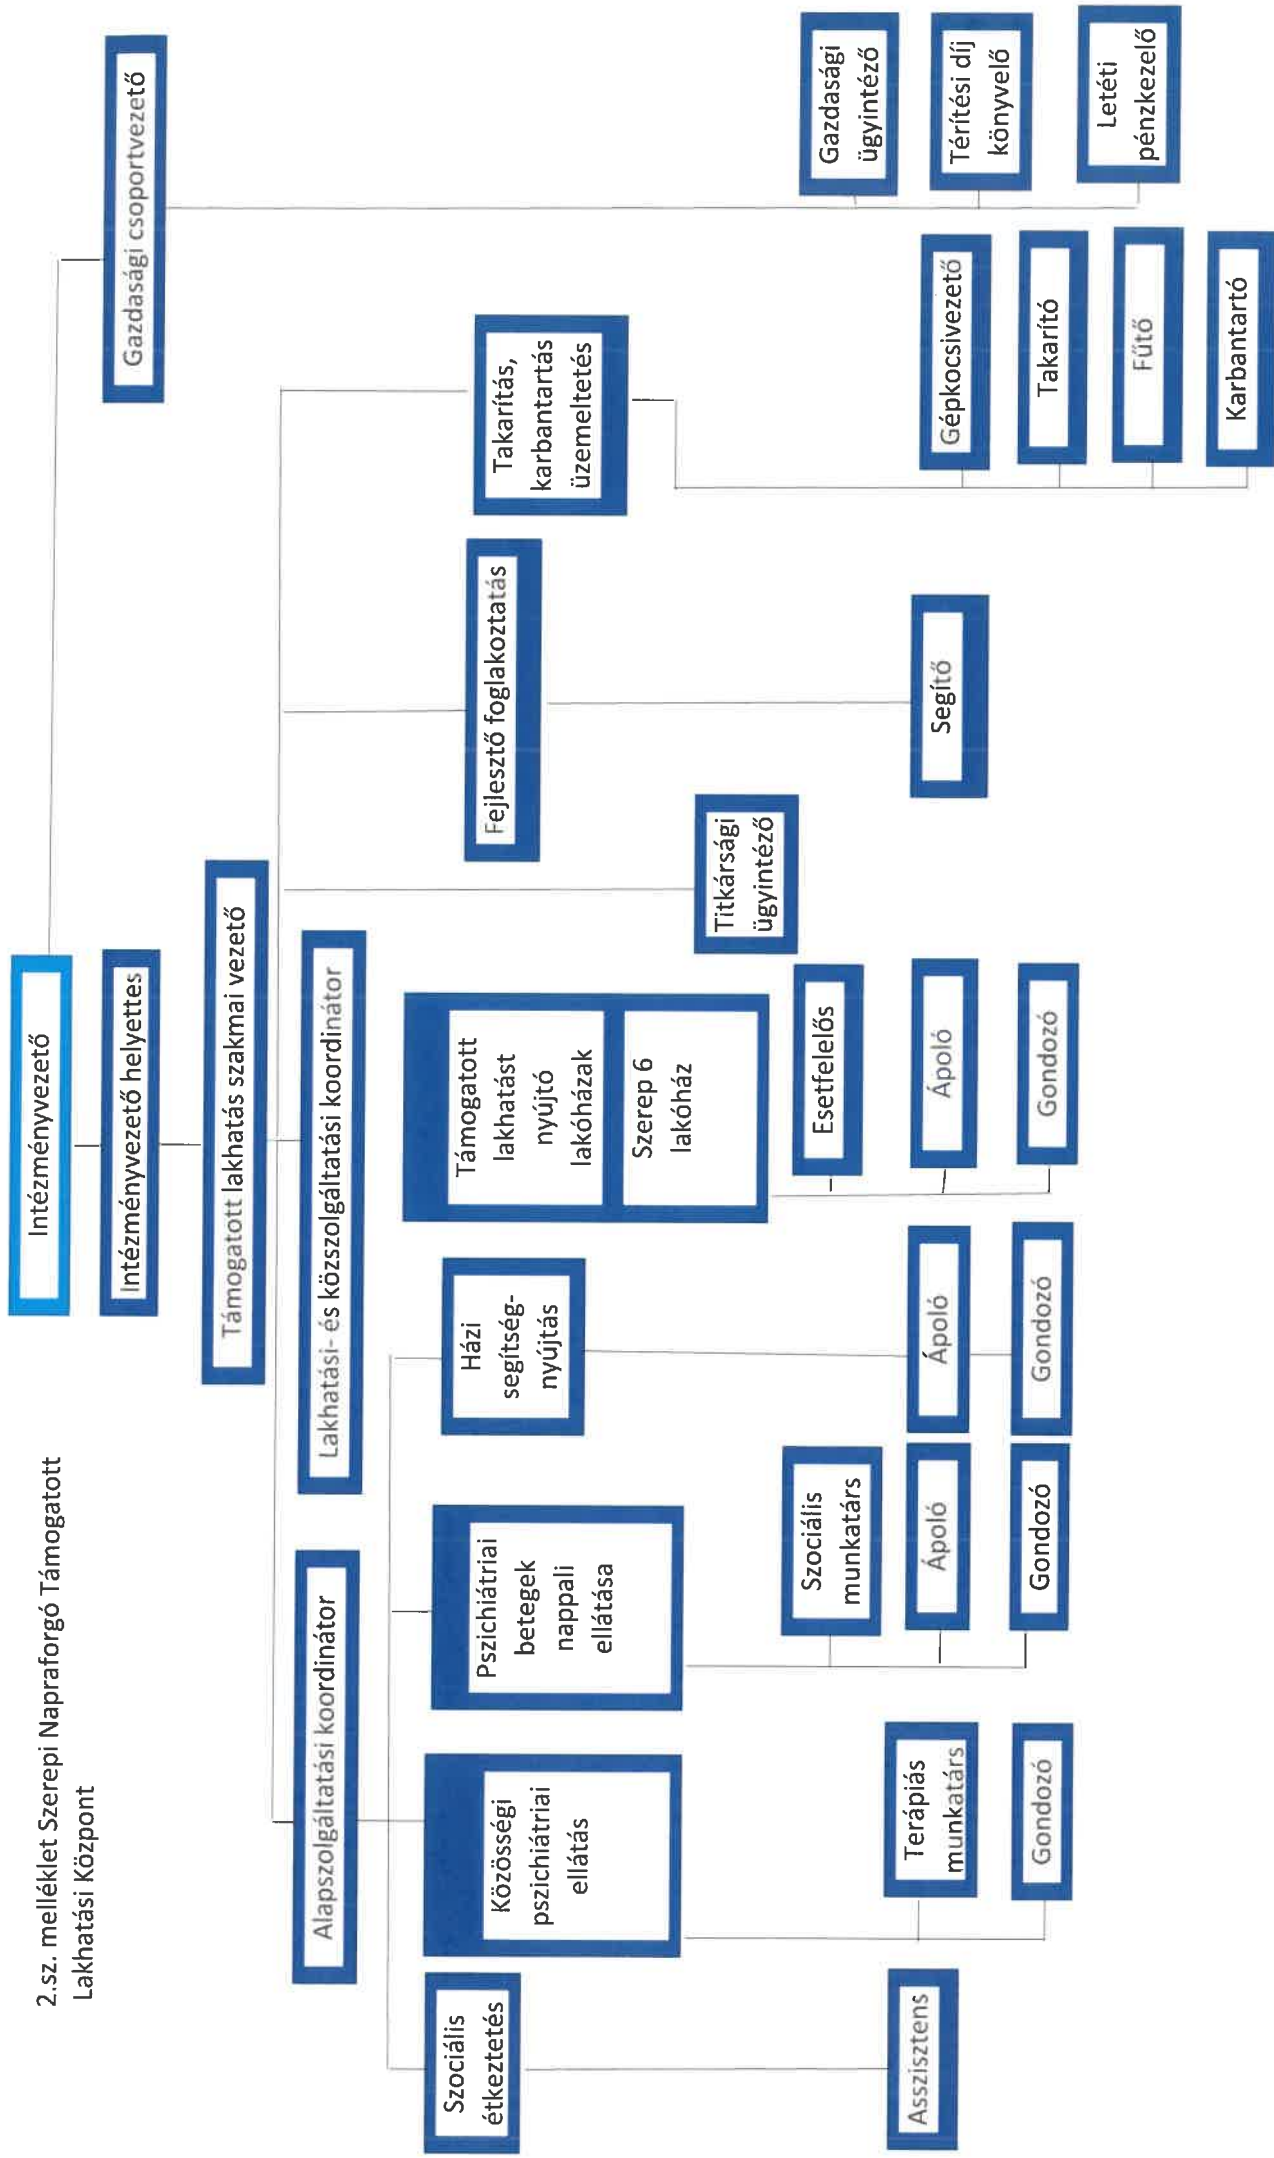 2.sz. melléklet Szerepi Napraforgó Támogatott
Lakhatási Központ
Intézményvezető
Intézményvezető helyettes
Gazdasági csoportvezető
Támogatott lakhatás szakmai vezető
Alapszolgáltatási koordinátor
Lakhatási- és közszolgáltatási koordinátor
Szociális
étkeztetés
Közösségi
pszichiátriai
ellátás
Pszichiátriai
betegek
nappali
ellátása
Házi
segítség-
nyújtás
Támogatott
lakhatást
nyújtó
lakóházak
Szerep 6
lakóház
Titkársági
ügyintéző
Fejlesztő foglakoztatás
Takarítás,
karbantartás
üzemeltetés
Asszisztens
Terápiás
munkatárs
Gondozó
Szociális
munkatárs
Ápoló
Gondozó
Ápoló
Gondozó
Esetfelelős
Ápoló
Gondozó
Segítő
Gépkocsivezető
Takarító
Fűtő
Karbantartó
Gazdasági
ügyintéző
Térítési díj
könyvelő
Letéti
pénzkezelő